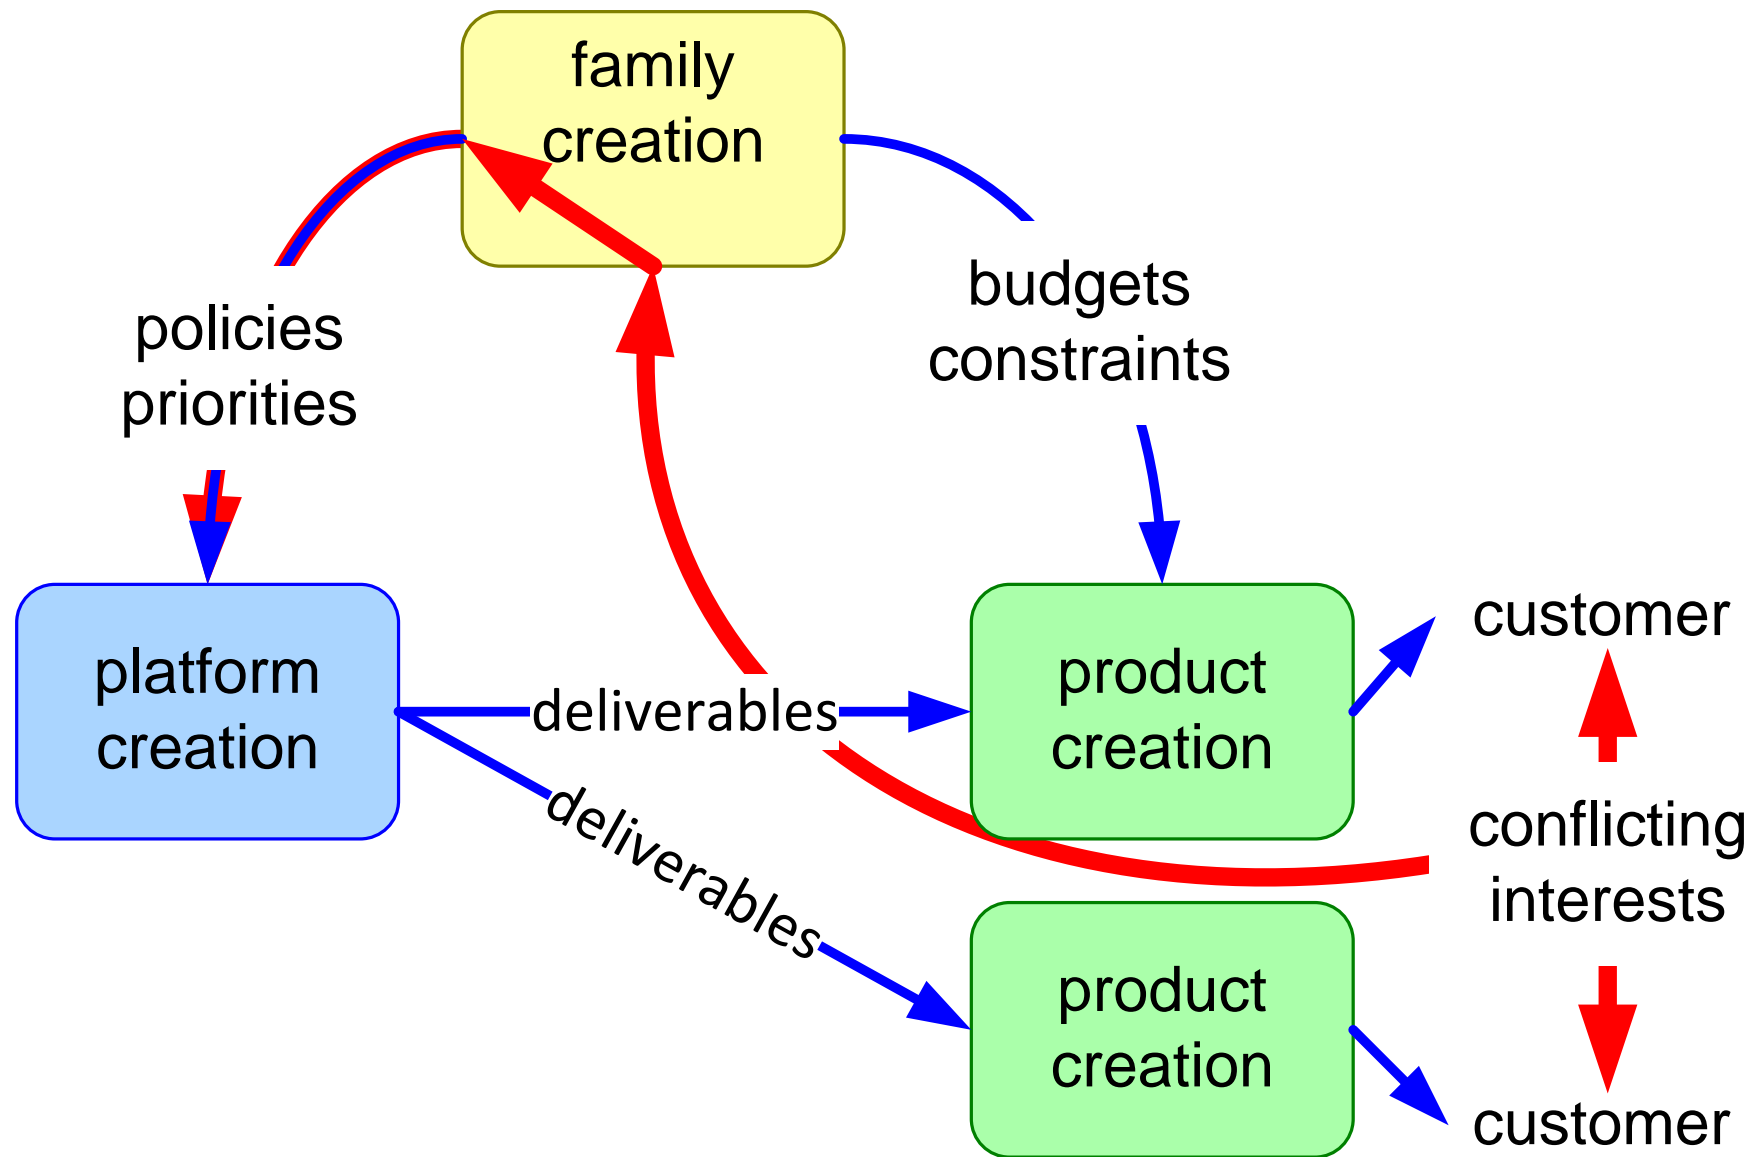 family
creation
policies
priorities
budgets
constraints
platform
creation
deliverables
deliverables
product
creation
product
creation
customer
conflicting
interests
customer